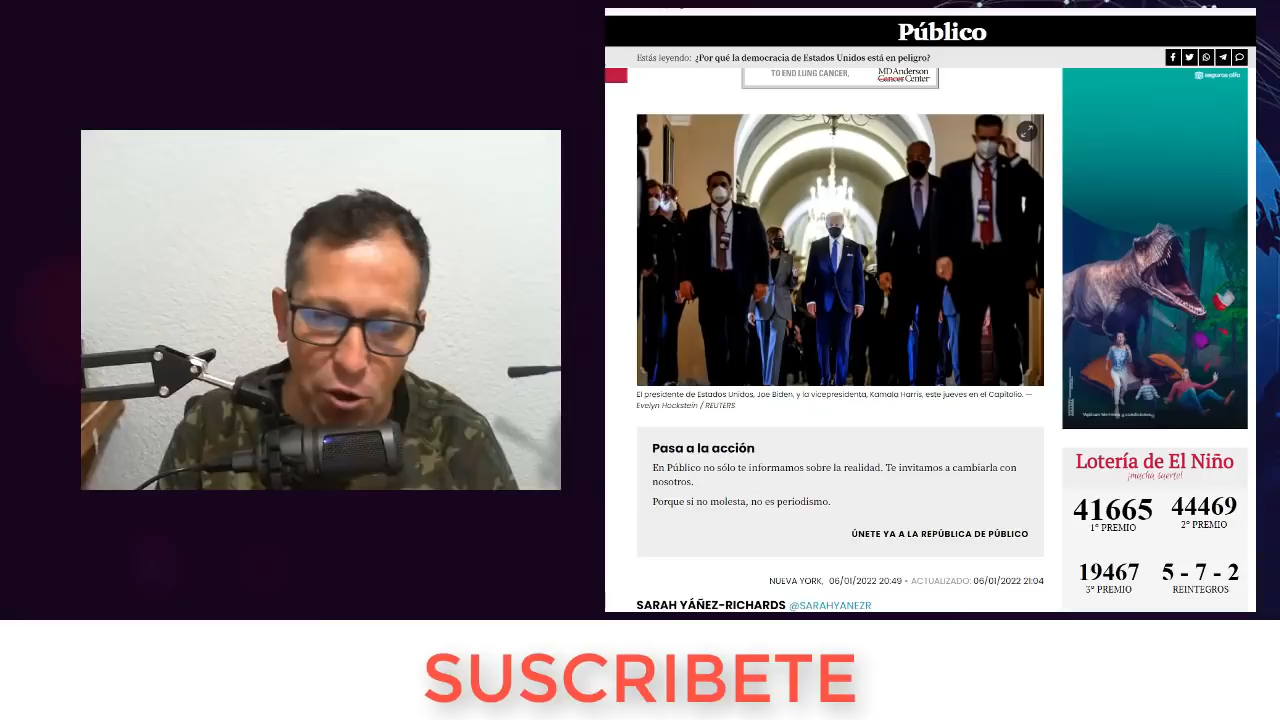 Público
Estás leyendo: ¿Por qué la democracia de Estados Unidos está en peligro?
TO END LUNG CANCER.
MD Anderson
Cancer Center
seguros alfa
El presidente de Estados Unidos, Joe Biden, y la vicepresidenta, Kamala Harris, este jueves en el Capitolio. —
Evelyn Hockstein / REUTERS
*Aplican términos y condiciones.
Pasa a la acción
En Público no sólo te informamos sobre la realidad. Te invitamos a cambiarla con
nosotros.
Porque si no molesta, no es periodismo.
ÚNETE YA A LA REPÚBLICA DE PÚBLICO
Lotería de El Niño
¡mucha suerte!
41665 44469
1º PREMIO 2º PREMIO
19467 5 - 7 - 2
3º PREMIO REINTEGROS
NUEVA YORK, 06/01/2022 20:49 • ACTUALIZADO: 06/01/2022 21:04
SARAH YÁÑEZ-RICHARDS @SARAHYANEZR
SUSCRIBETE